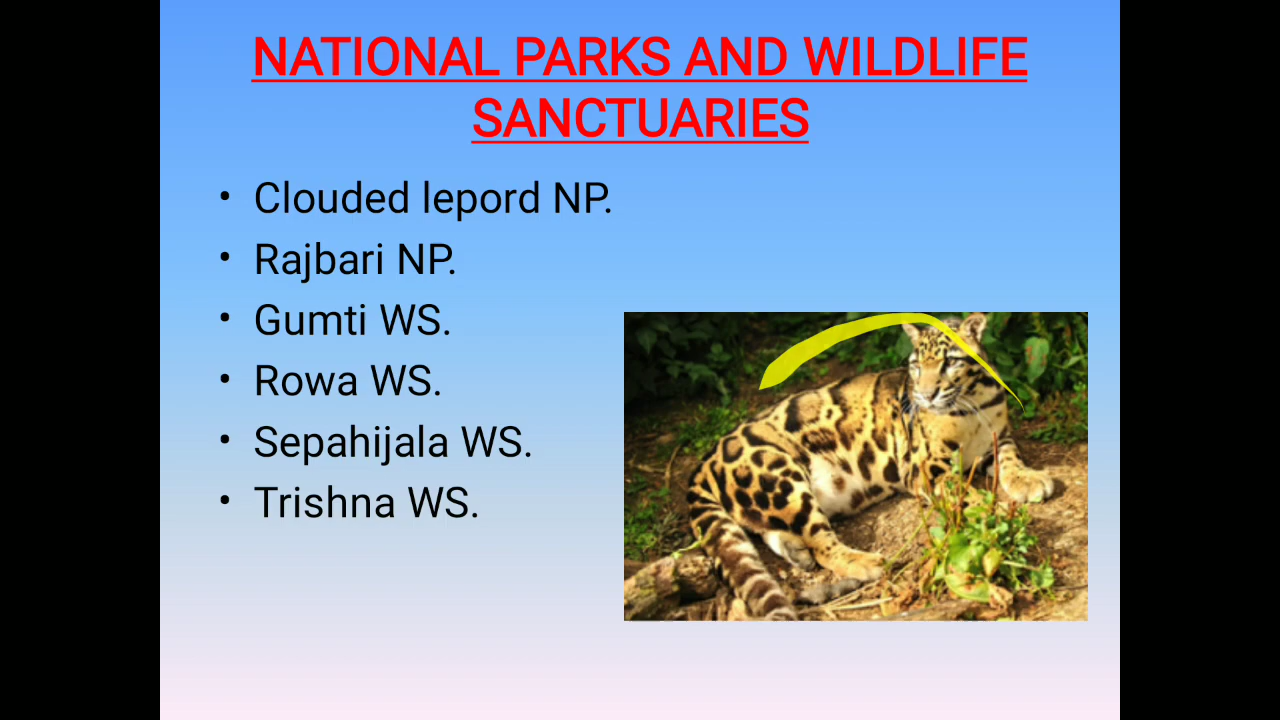 NATIONAL PARKS AND WILDLIFE
SANCTUARIES
• Clouded lepord NP.
• Rajbari NP.
• Gumti WS.
• Rowa WS.
• Sepahijala WS.
• Trishna WS.